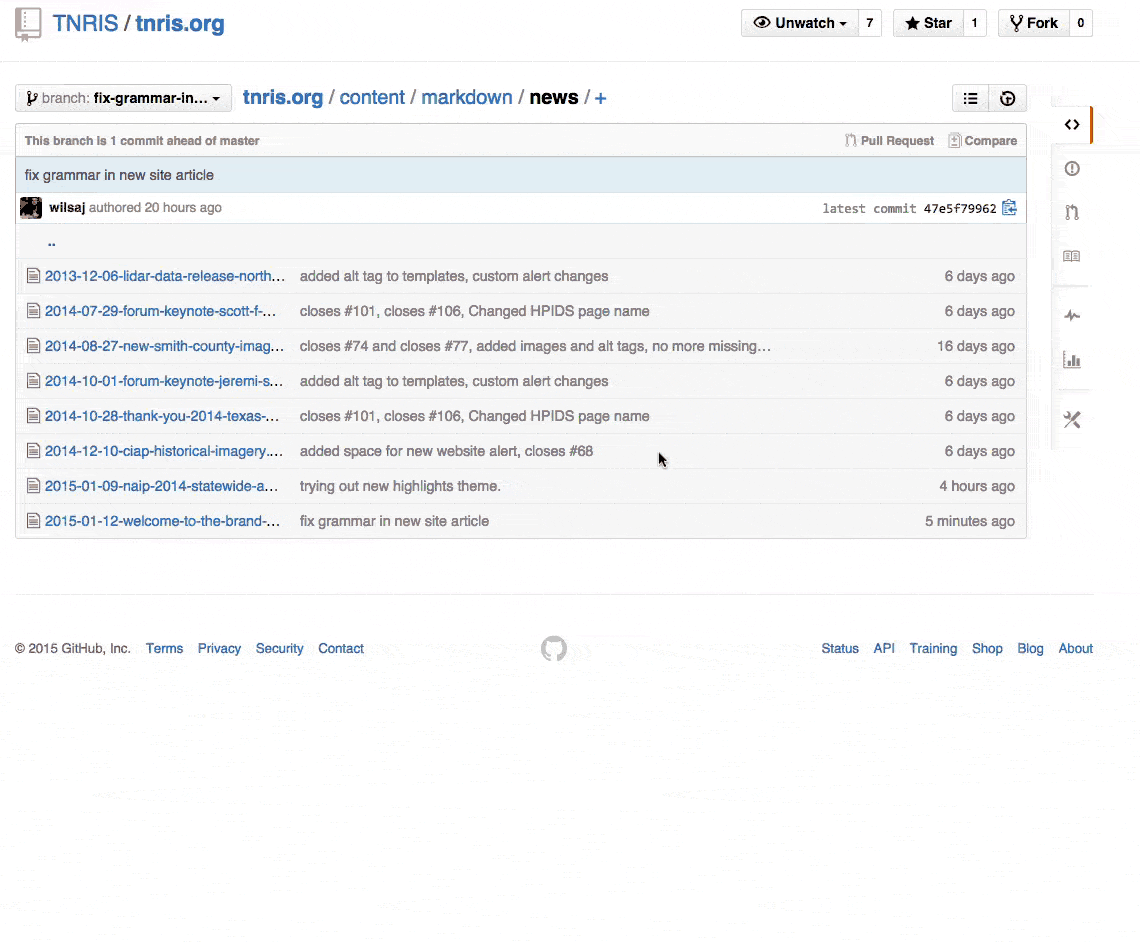 TNRIS / tnris.org
Unwatch 7 Star 1 Fork 0
branch: fix-grammar-in... tnris.org / content / markdown / news / +
This branch is 1 commit ahead of master Pull Request Compare
fix grammar in new site article
wilsaj authored 20 hours ago latest commit 47e5f79962
..
2013-12-06-lidar-data-release-north... added alt tag to templates, custom alert changes 6 days ago
2014-07-29-forum-keynote-scott-f-... closes #101, closes #106, Changed HPIDS page name 6 days ago
2014-08-27-new-smith-county-imag... closes #74 and closes #77, added images and alt tags, no more missing... 16 days ago
2014-10-01-forum-keynote-jeremi-s... added alt tag to templates, custom alert changes 6 days ago
2014-10-28-thank-you-2014-texas-... closes #101, closes #106, Changed HPIDS page name 6 days ago
2014-12-10-ciap-historical-imagery.... added space for new website alert, closes #68 6 days ago
2015-01-09-naip-2014-statewide-a... trying out new highlights theme. 4 hours ago
2015-01-12-welcome-to-the-brand-... fix grammar in new site article 5 minutes ago
© 2015 GitHub, Inc. Terms Privacy Security Contact Status API Training Shop Blog About